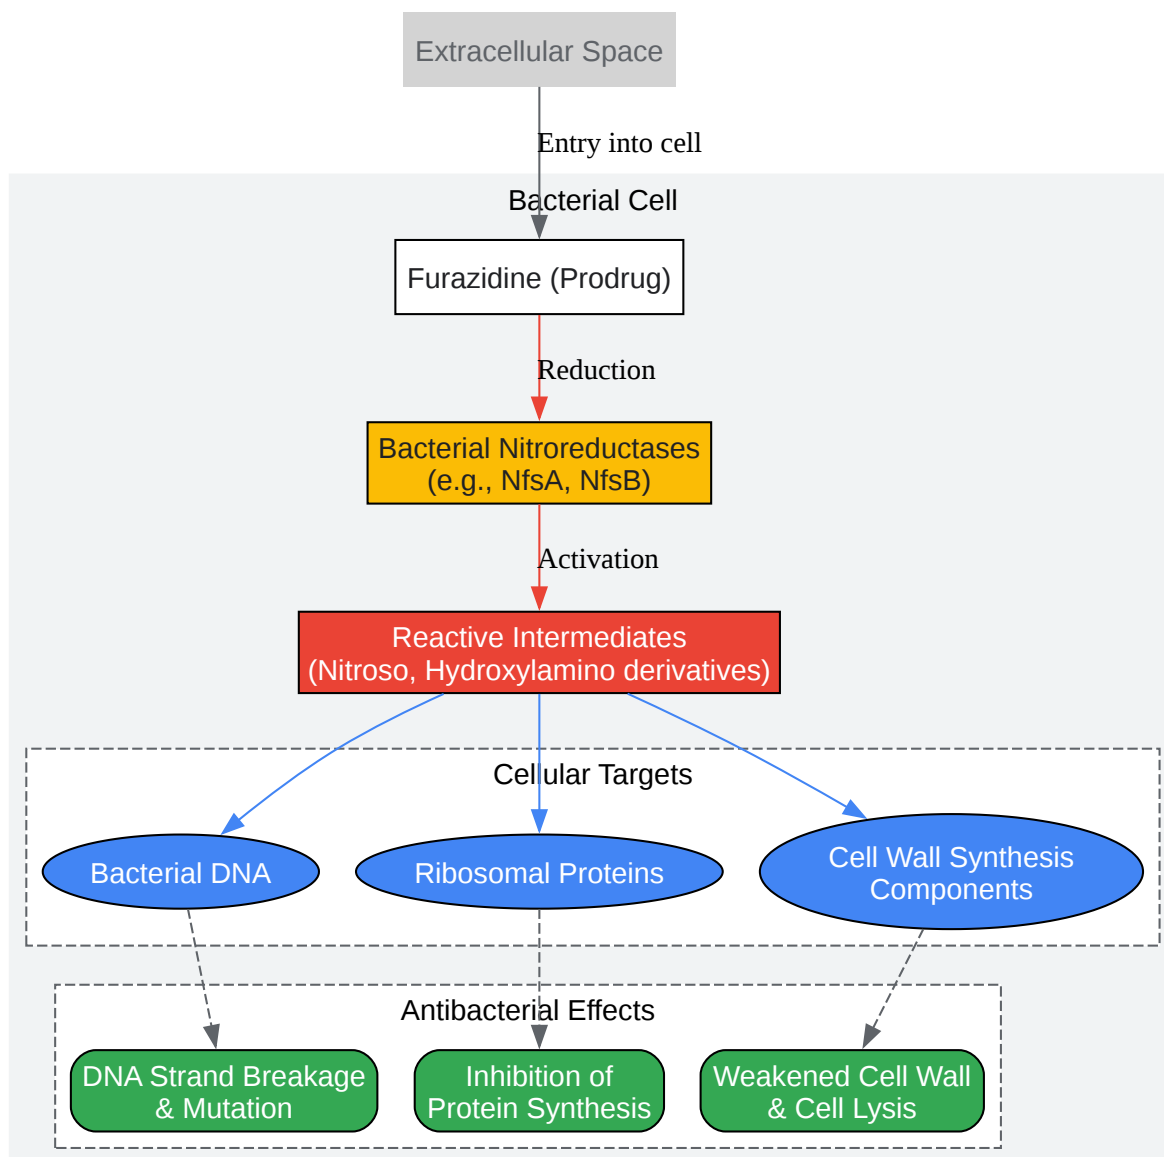 Extracellular Space
Entry into cell
Bacterial Cell
Furazidine (Prodrug)
Reduction
Bacterial Nitroreductases
(e.g., NfsA, NfsB)
Activation
Reactive Intermediates
(Nitroso, Hydroxylamino derivatives)
Cellular Targets
Bacterial DNA
Ribosomal Proteins
Cell Wall Synthesis
Components
Antibacterial Effects
DNA Strand Breakage
& Mutation
Inhibition of
Protein Synthesis
Weakened Cell Wall
& Cell Lysis